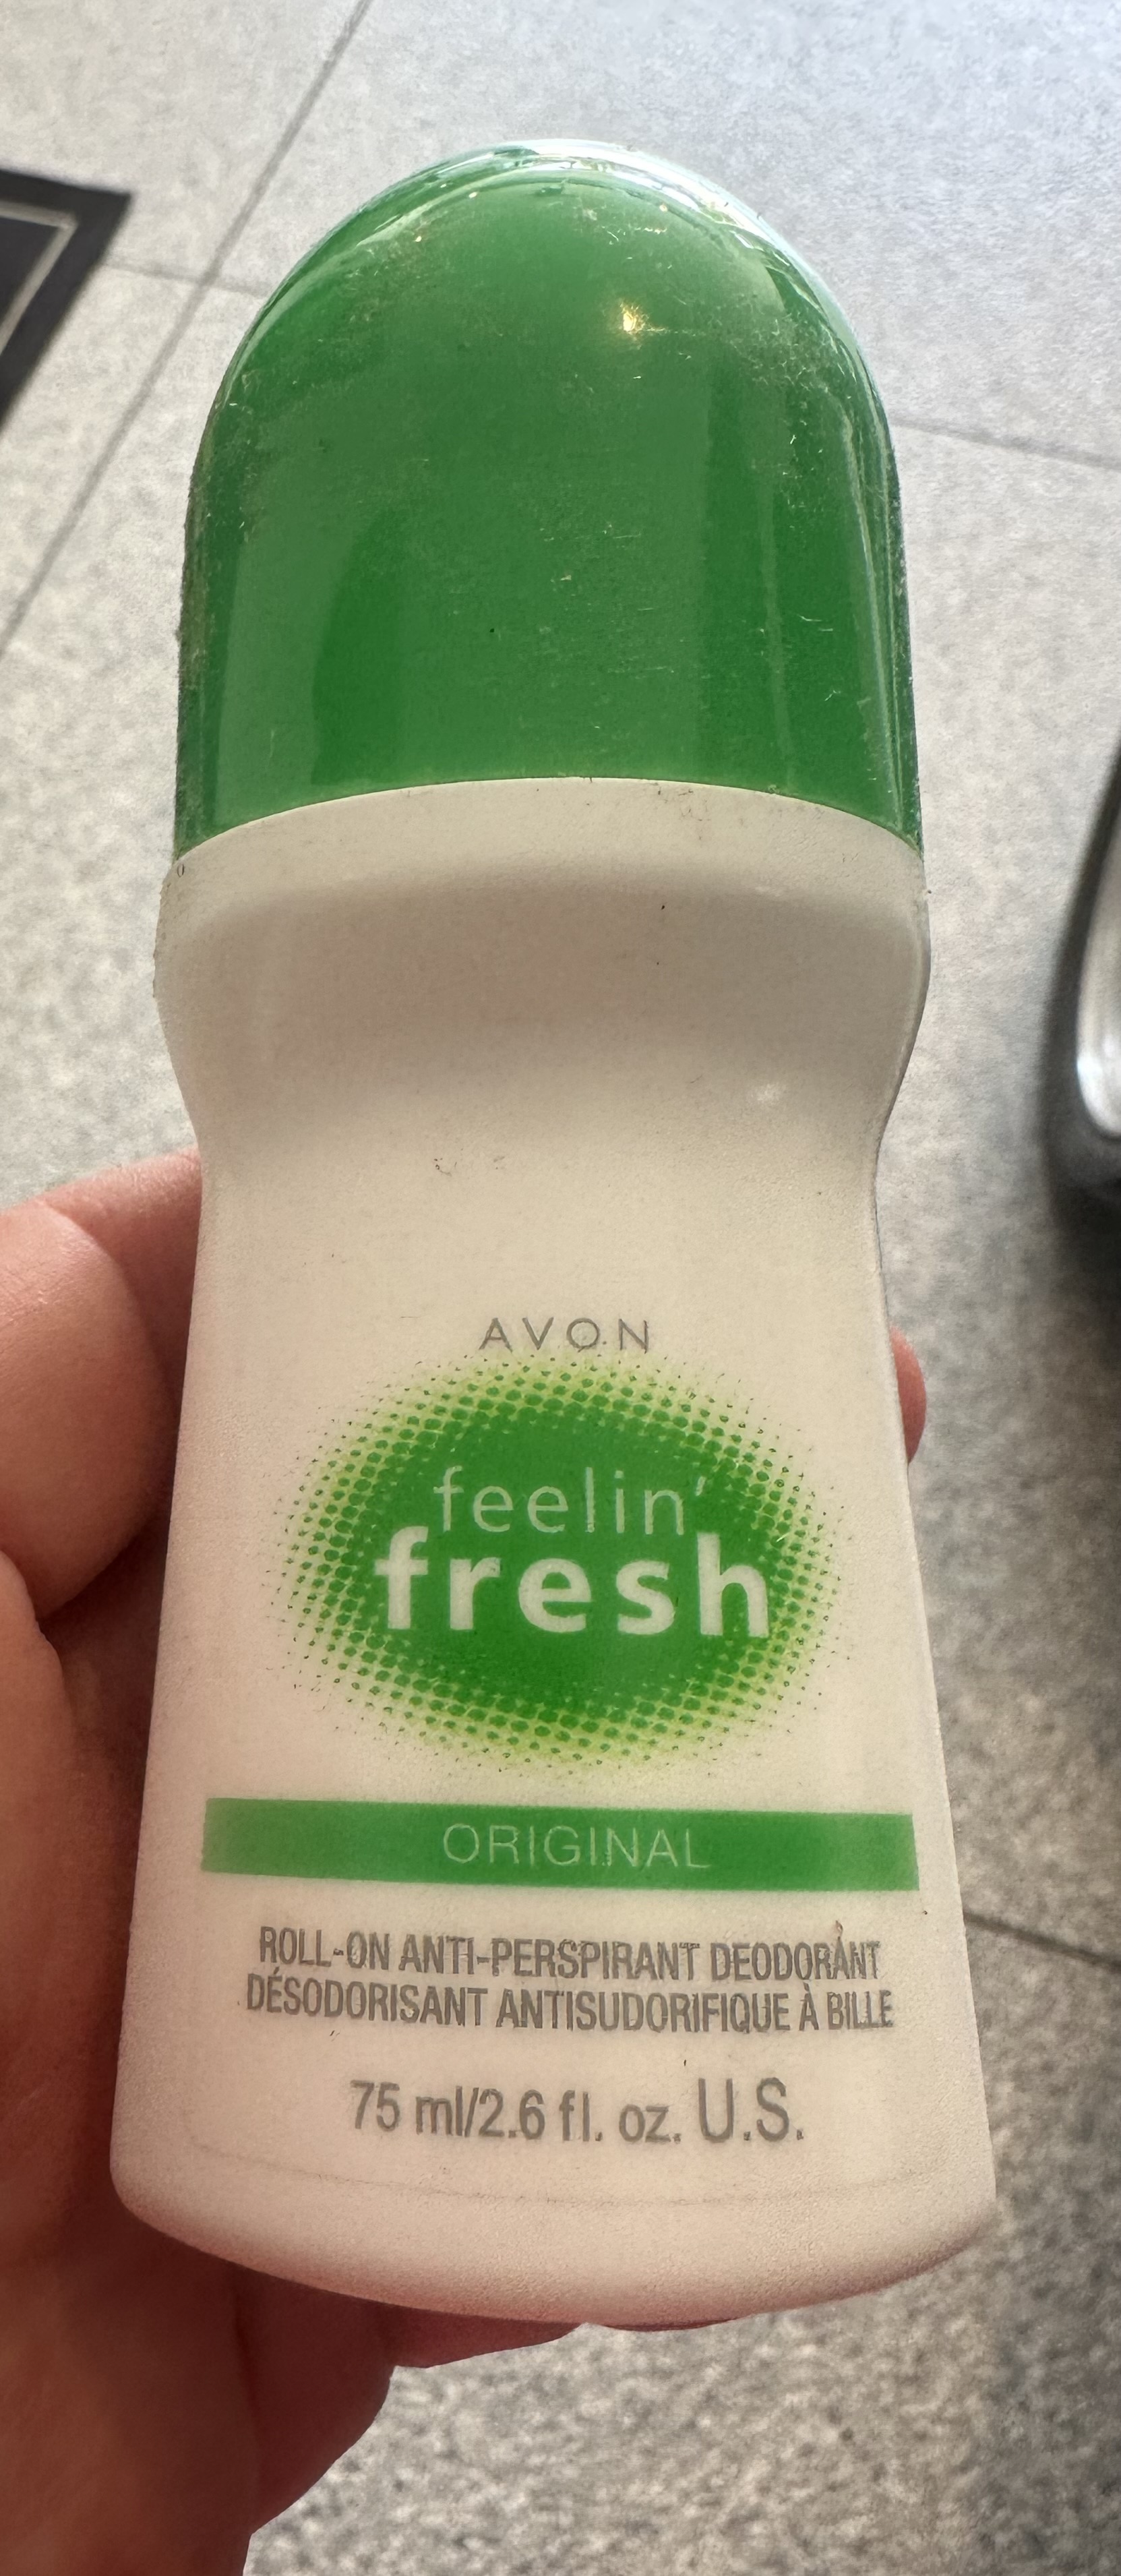 AVON
feelin'
fresh
ORIGINAL
ROLL-ON ANTI-PERSPIRANT DEODORANT
DÉSODORISANT ANTISUDORIFIQUE À BILLE
75 ml/2.6 fl. oz. U.S.